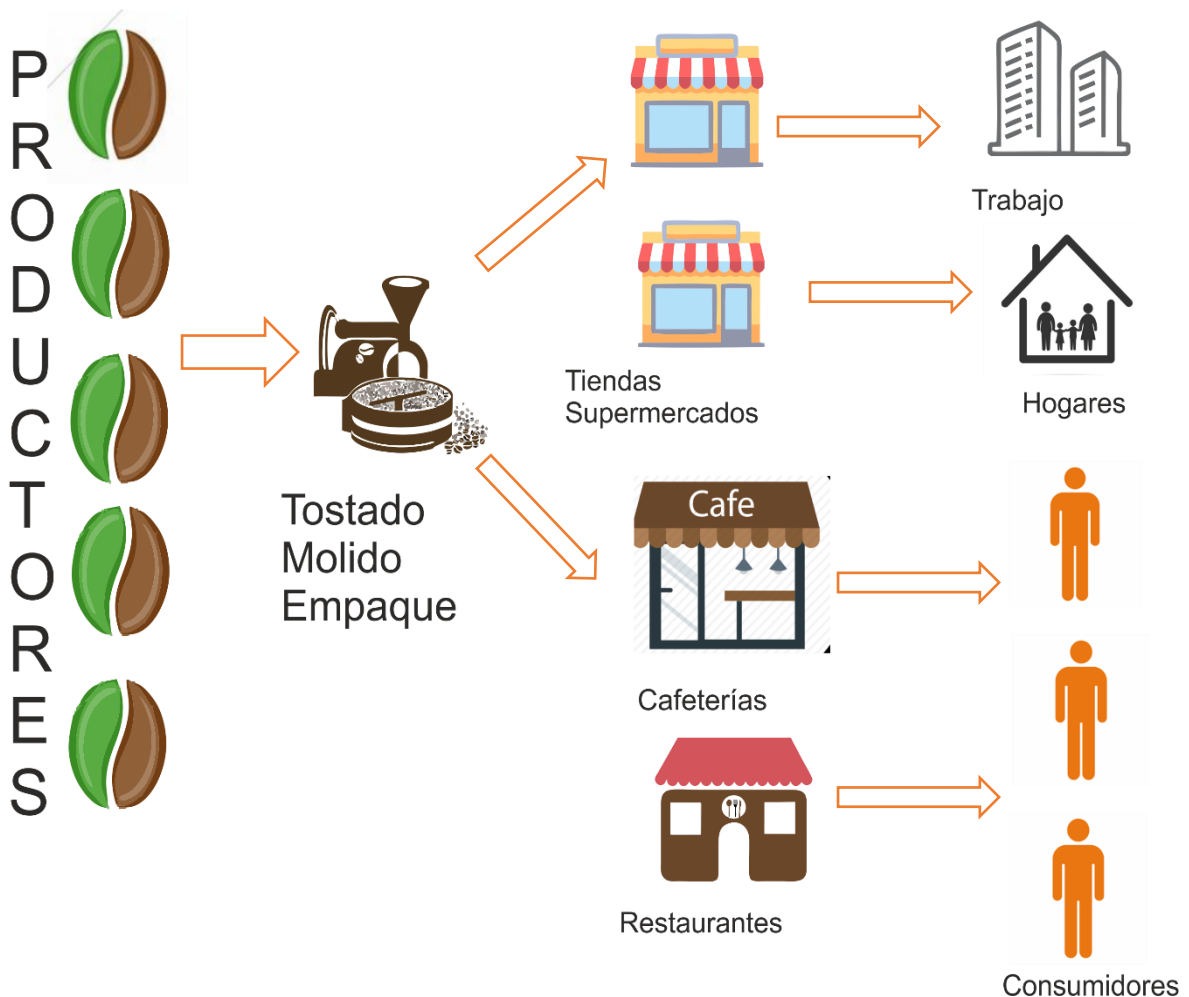 PRODUCTORES
Tostado
Molido
Empaque
Tiendas
Supermercados
Trabajo
Hogares
Cafe
Cafeterías
Restaurantes
Consumidores